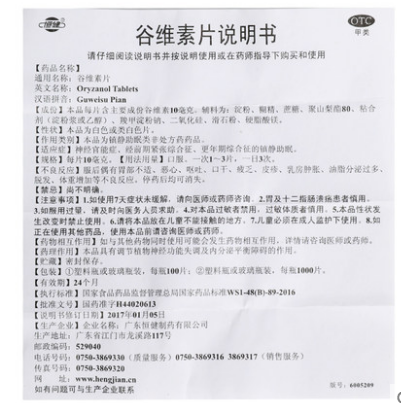 恒健
谷维素片说明书
OTC
甲类
请仔细阅读说明书并按说明使用或在药师指导下购买和使用
【药品名称】
通用名称：谷维素片
英文名称：Oryzanol Tablets
汉语拼音：Guweisu Pian
【成份】本品每片含主要成份谷维素10毫克。辅料为：淀粉、糊精、蔗糖、聚山梨酯80、粘合
剂（淀粉浆或乙醇）、羧甲淀粉钠、二氧化硅、滑石粉、硬脂酸镁。
【性状】本品为白色或类白色片。
【作用类别】本品为镇静助眠类非处方药药品。
【适应症】神经官能症、经前期紧张综合征、更年期综合征的镇静助眠。
【规格】每片10毫克。【用法用量】口服。一次1～3片，一日3次。
【不良反应】服后偶有胃部不适、恶心、呕吐、口干、疲乏、皮疹、乳房肿胀、油脂分泌过多、
脱发、体重增加等不良反应。停药后均可消失。
【禁忌】尚不明确。
【注意事项】1.如使用7天症状未缓解，请向医师或药师咨询。2.胃及十二指肠溃疡患者慎用。
3.如服用过量，请及时向医务人员求助。4.对本品过敏者禁用，过敏体质者慎用。5.本品性状发
生改变时禁止使用。6.请将本品放在儿童不能接触的地方。7.儿童必须在成人监护下使用。8.如
正在使用其他药品，使用本品前请咨询医师或药师。
【药物相互作用】如与其他药物同时使用可能会发生药物相互作用，详情请咨询医师或药师。
【药理作用】本品具有调节植物神经功能失调及内分泌平衡障碍的作用。
【贮藏】遮光，密封保存。
【包装】①塑料瓶或玻璃瓶装，每瓶100片；②塑料瓶或玻璃瓶装，每瓶1000片。
【有效期】24个月
【执行标准】国家食品药品监督管理总局国家药品标准WS1-48(B)-89-2016
【批准文号】国药准字H44020613
【说明书修订日期】2017年01月05日
【生产企业】企业名称：广东恒健制药有限公司
生产地址：广东省江门市龙溪路117号
邮政编码：529040
电话号码：0750-3869330（质量服务）0750-3869316 3869317（销售服务）
传真号码：0750-3869320
网 址：www.hengjian.cn
如有问题可与生产企业联系
版号：6005209